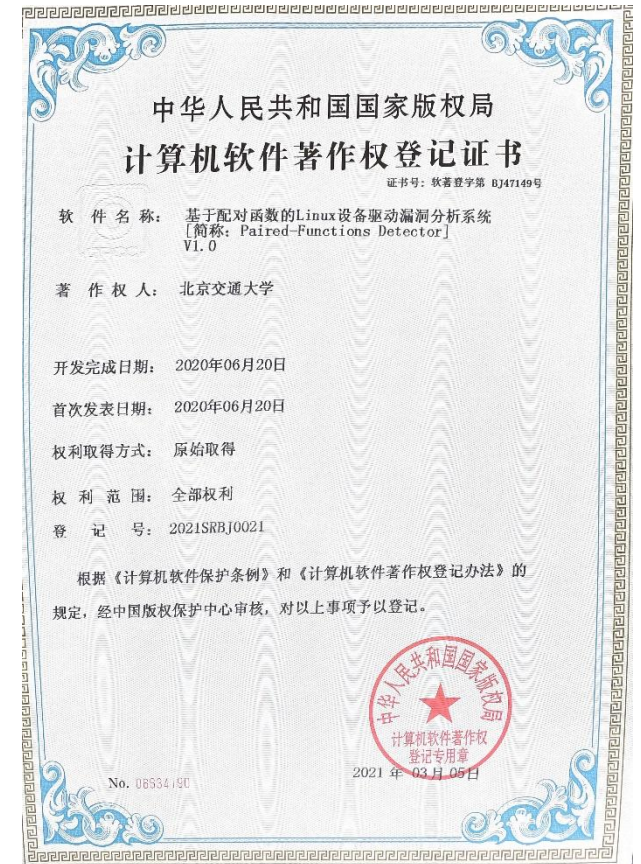 中华人民共和国国家版权局
计算机软件著作权登记证书
证书号：软著登字第 BJ47149号
软 件 名 称： 基于配对函数的Linux设备驱动漏洞分析系统
[简称：Paired-Functions Detector]
V1.0
著 作 权 人： 北京交通大学
开发完成日期： 2020年06月20日
首次发表日期： 2020年06月20日
权利取得方式： 原始取得
权 利 范 围： 全部权利
登 记 号： 2021SRBJ0021
根据《计算机软件保护条例》和《计算机软件著作权登记办法》的
规定，经中国版权保护中心审核，对以上事项予以登记。
中华人民共和国国家版权局
计算机软件著作权
登记专用章
No.
2021 年 03 月 05日